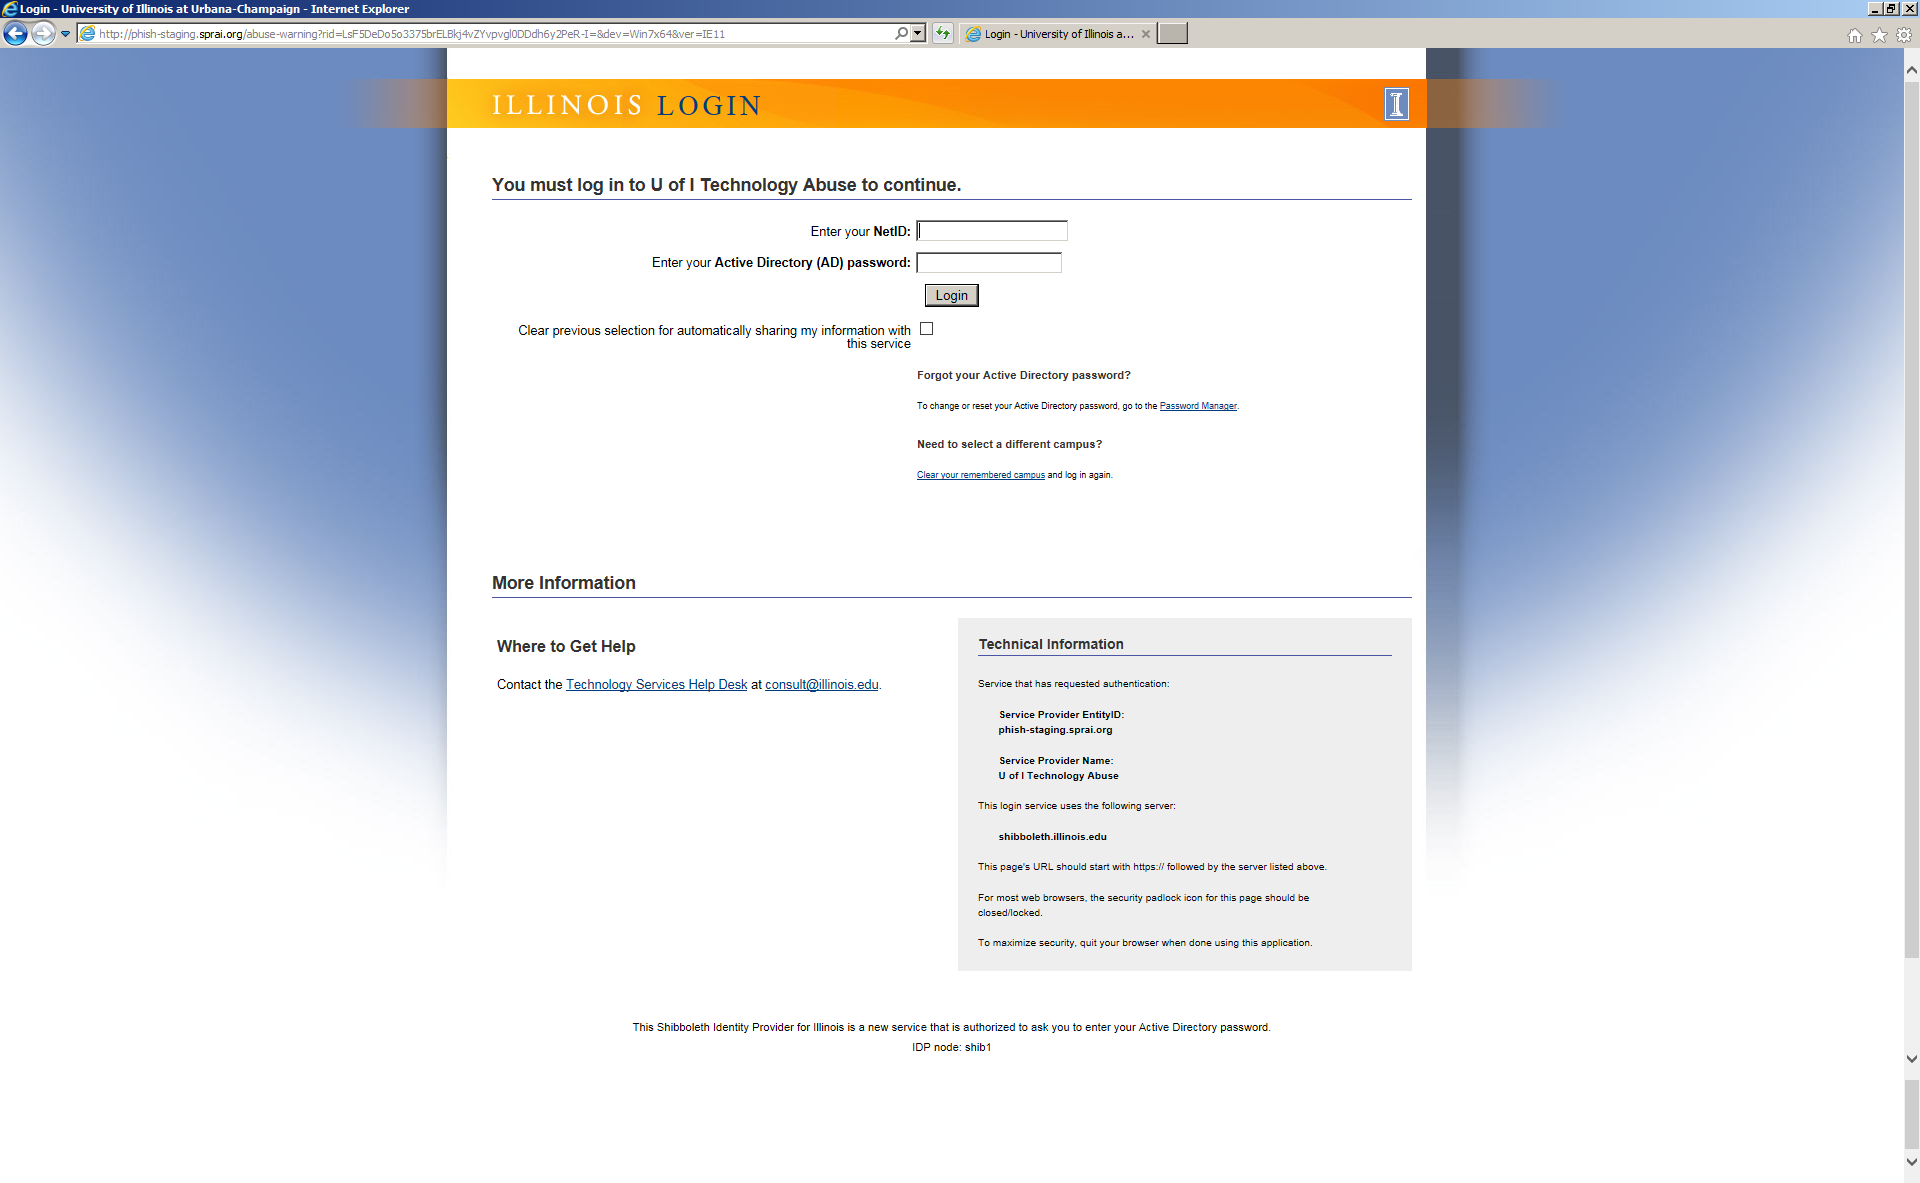 Login - University of Illinois at Urbana-Champaign - Internet Explorer
http://phish-staging.sprai.org/abuse-warning?rid=LsF5DeDo5o3375brELBkj4vZYvpvgl0DDdh6y2PeR-I=&dev=Win7x64&ver=IE11
Login - University of Illinois a...
ILLINOIS LOGIN
You must log in to U of I Technology Abuse to continue.
Enter your NetID:
Enter your Active Directory (AD) password:
Login
Clear previous selection for automatically sharing my information with
this service
Forgot your Active Directory password?
To change or reset your Active Directory password, go to the Password Manager.
Need to select a different campus?
Clear your remembered campus and log in again.
More Information
Where to Get Help
Contact the Technology Services Help Desk at consult@illinois.edu.
Technical Information
Service that has requested authentication:
Service Provider EntityID:
phish-staging.sprai.org
Service Provider Name:
U of I Technology Abuse
This login service uses the following server:
shibboleth.illinois.edu
This page's URL should start with https:// followed by the server listed above.
For most web browsers, the security padlock icon for this page should be
closed/locked.
To maximize security, quit your browser when done using this application.
This Shibboleth Identity Provider for Illinois is a new service that is authorized to ask you to enter your Active Directory password.
IDP node: shib1